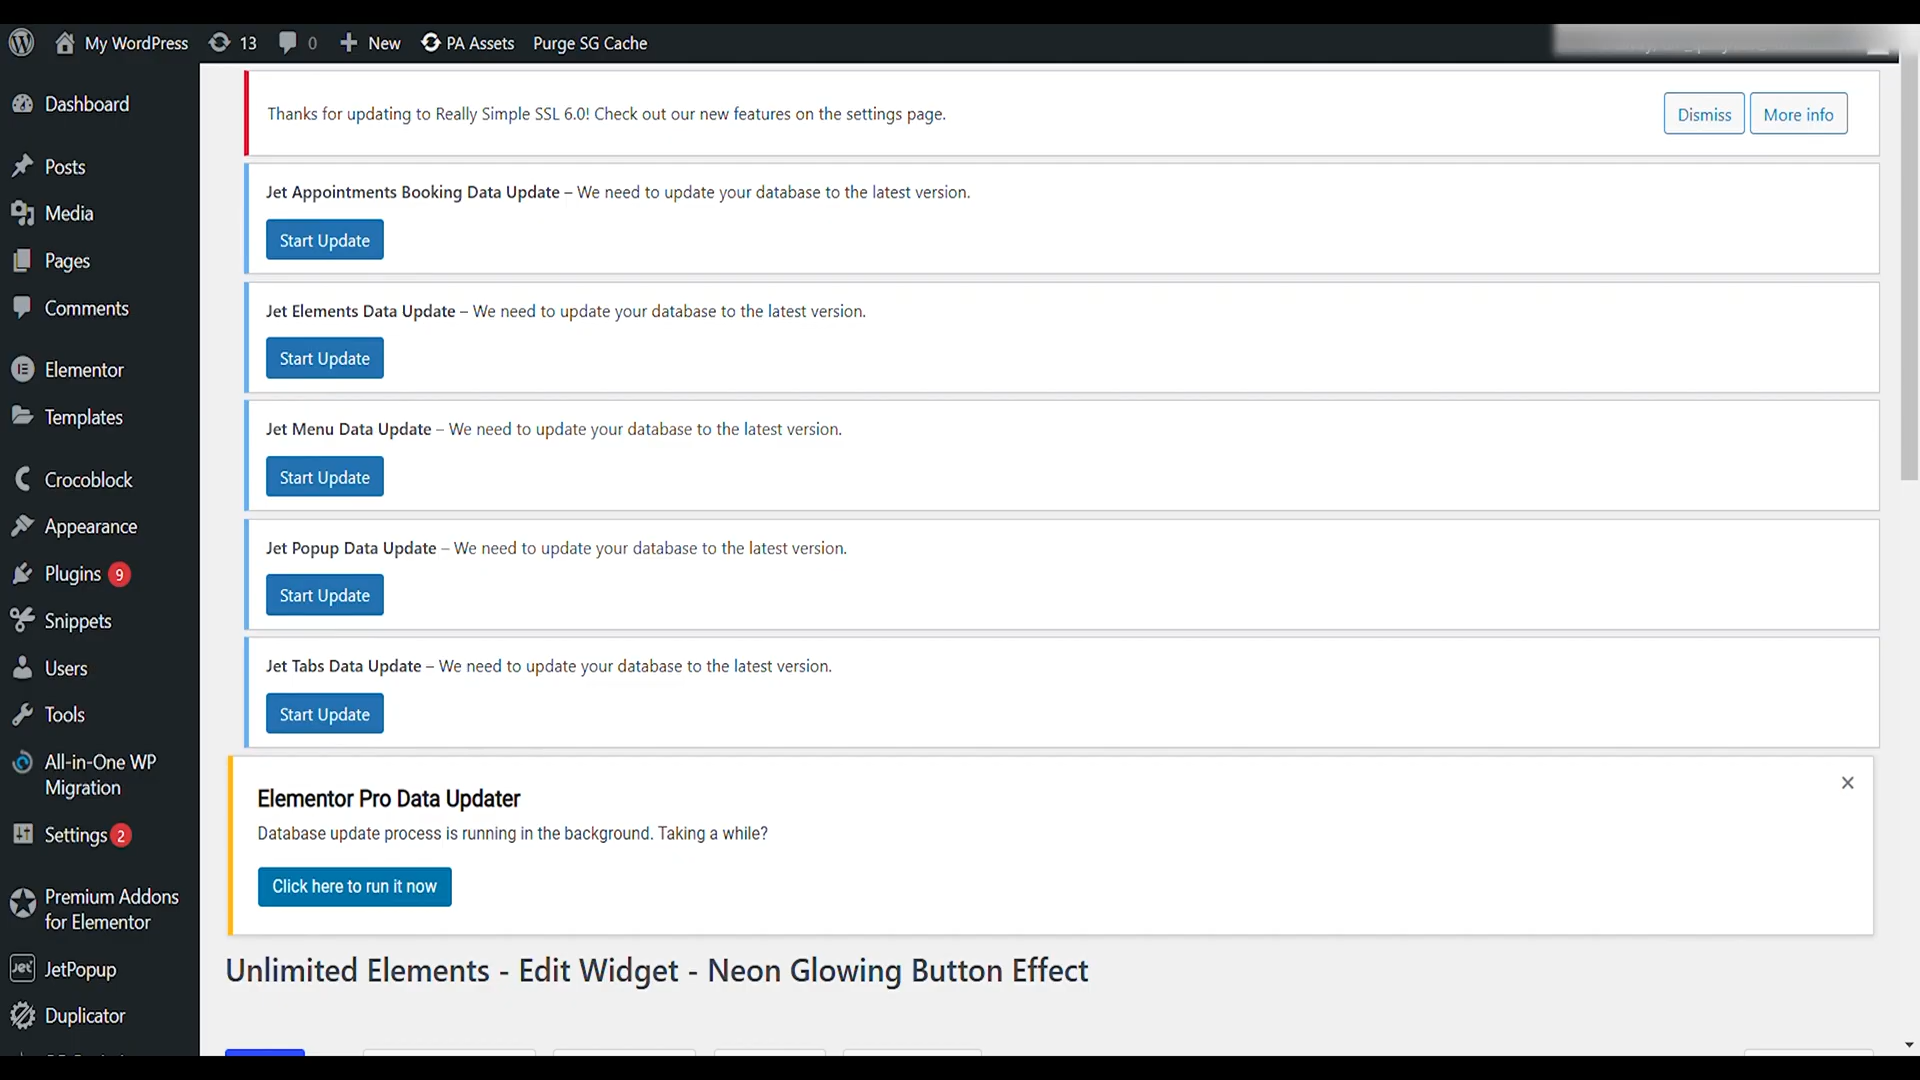 My WordPress 13 0 New PA Assets Purge SG Cache
Dashboard
Posts
Media
Pages
Comments
Elementor
Templates
Crocoblock
Appearance
Plugins 9
Snippets
Users
Tools
All-in-One WP
Migration
Settings 2
Premium Addons
for Elementor
JetPopup
Duplicator
Thanks for updating to Really Simple SSL 6.0! Check out our new features on the settings page.
Dismiss More info
Jet Appointments Booking Data Update – We need to update your database to the latest version.
Start Update
Jet Elements Data Update – We need to update your database to the latest version.
Start Update
Jet Menu Data Update – We need to update your database to the latest version.
Start Update
Jet Popup Data Update – We need to update your database to the latest version.
Start Update
Jet Tabs Data Update – We need to update your database to the latest version.
Start Update
Elementor Pro Data Updater
Database update process is running in the background. Taking a while?
Click here to run it now
Unlimited Elements - Edit Widget - Neon Glowing Button Effect